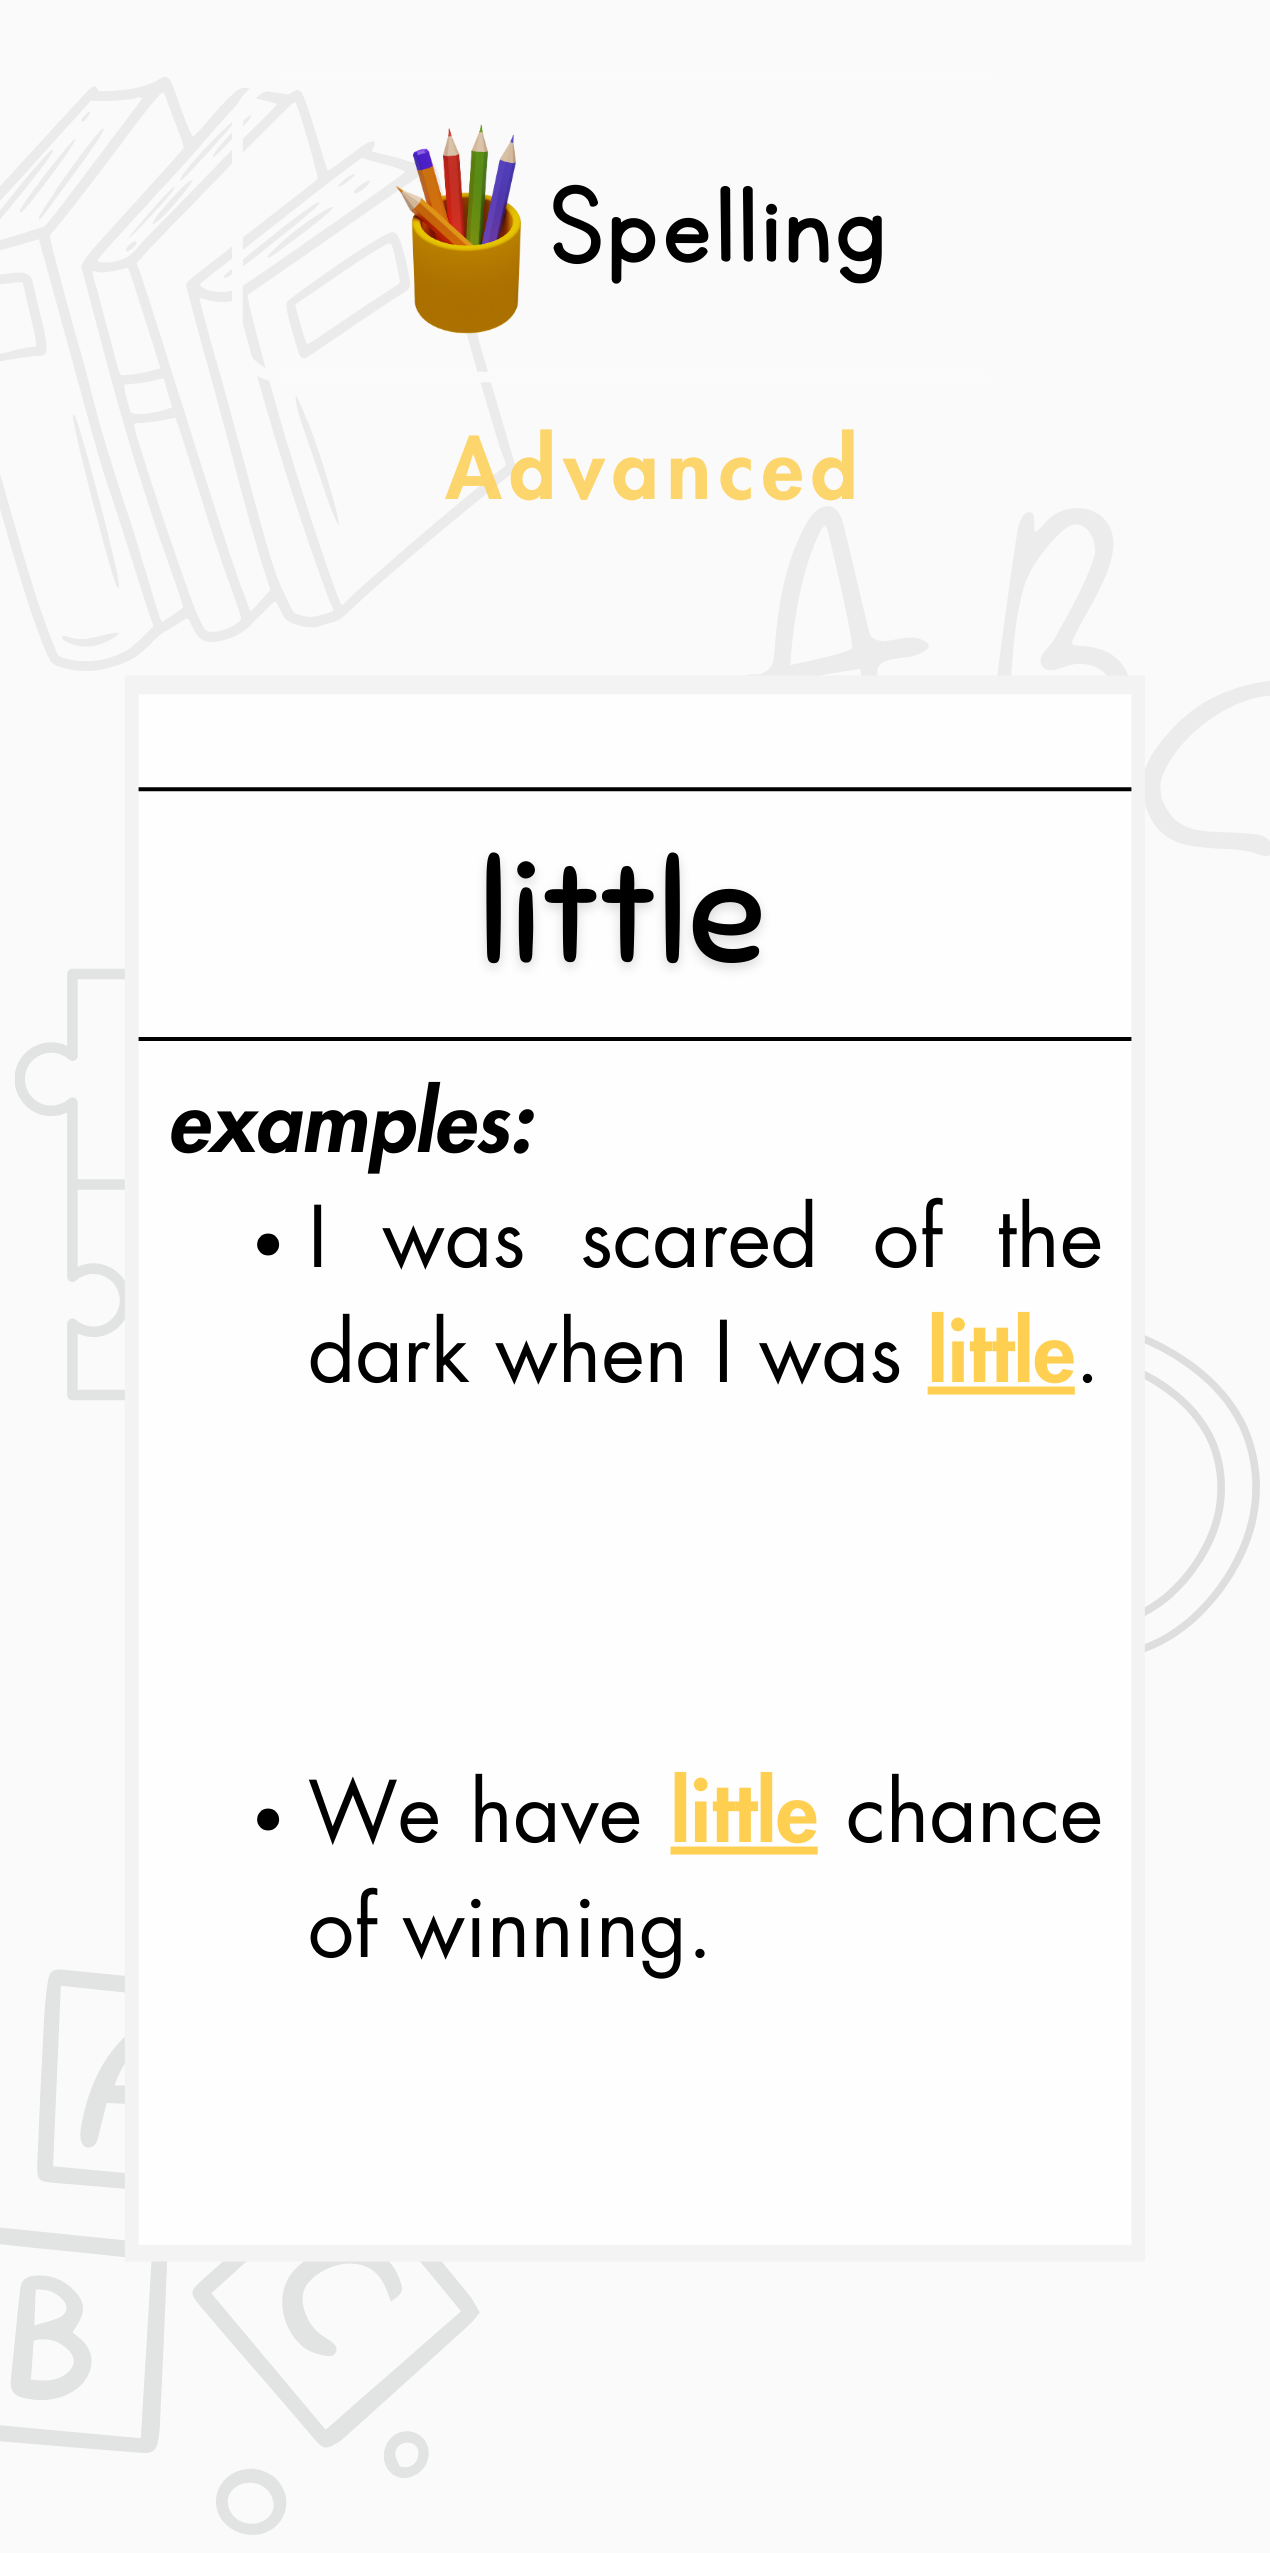 Spelling
Advanced
little
examples:
• I was scared of the
dark when I was little.
• We have little chance
of winning.
A B
C
A
B
C